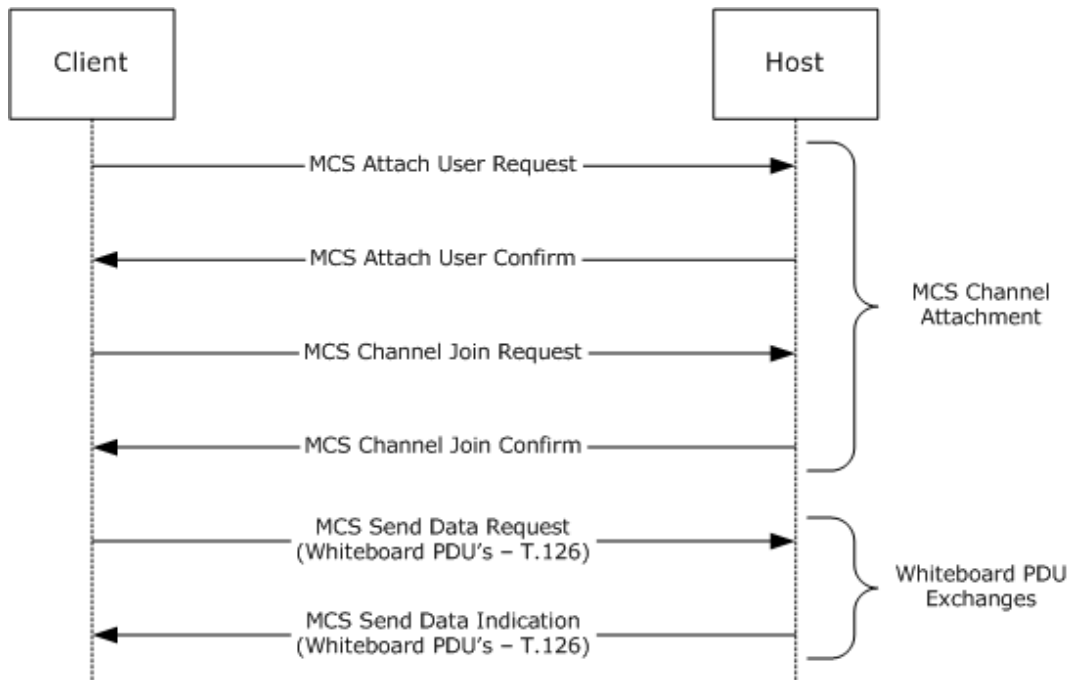 Client
Host
MCS Attach User Request
MCS Attach User Confirm
MCS Channel
Attachment
MCS Channel Join Request
MCS Channel Join Confirm
MCS Send Data Request
(Whiteboard PDU's – T.126)
Whiteboard PDU
Exchanges
MCS Send Data Indication
(Whiteboard PDU's – T.126)